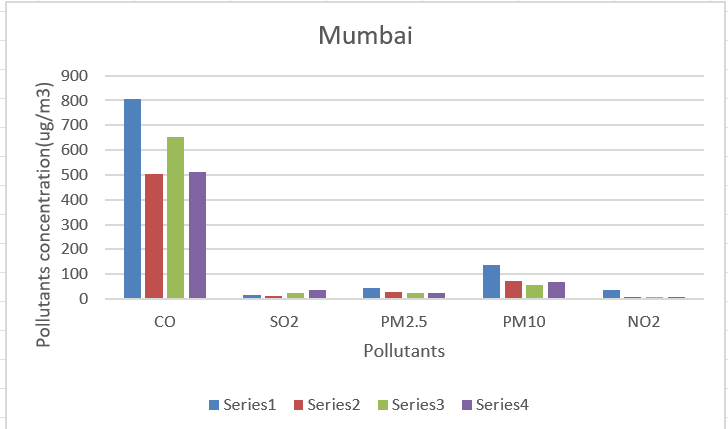 Mumbai
Pollutants concentration(ug/m3)
900
800
700
600
500
400
300
200
100
0
CO SO2 PM2.5 PM10 NO2
Pollutants
Series1 Series2 Series3 Series4